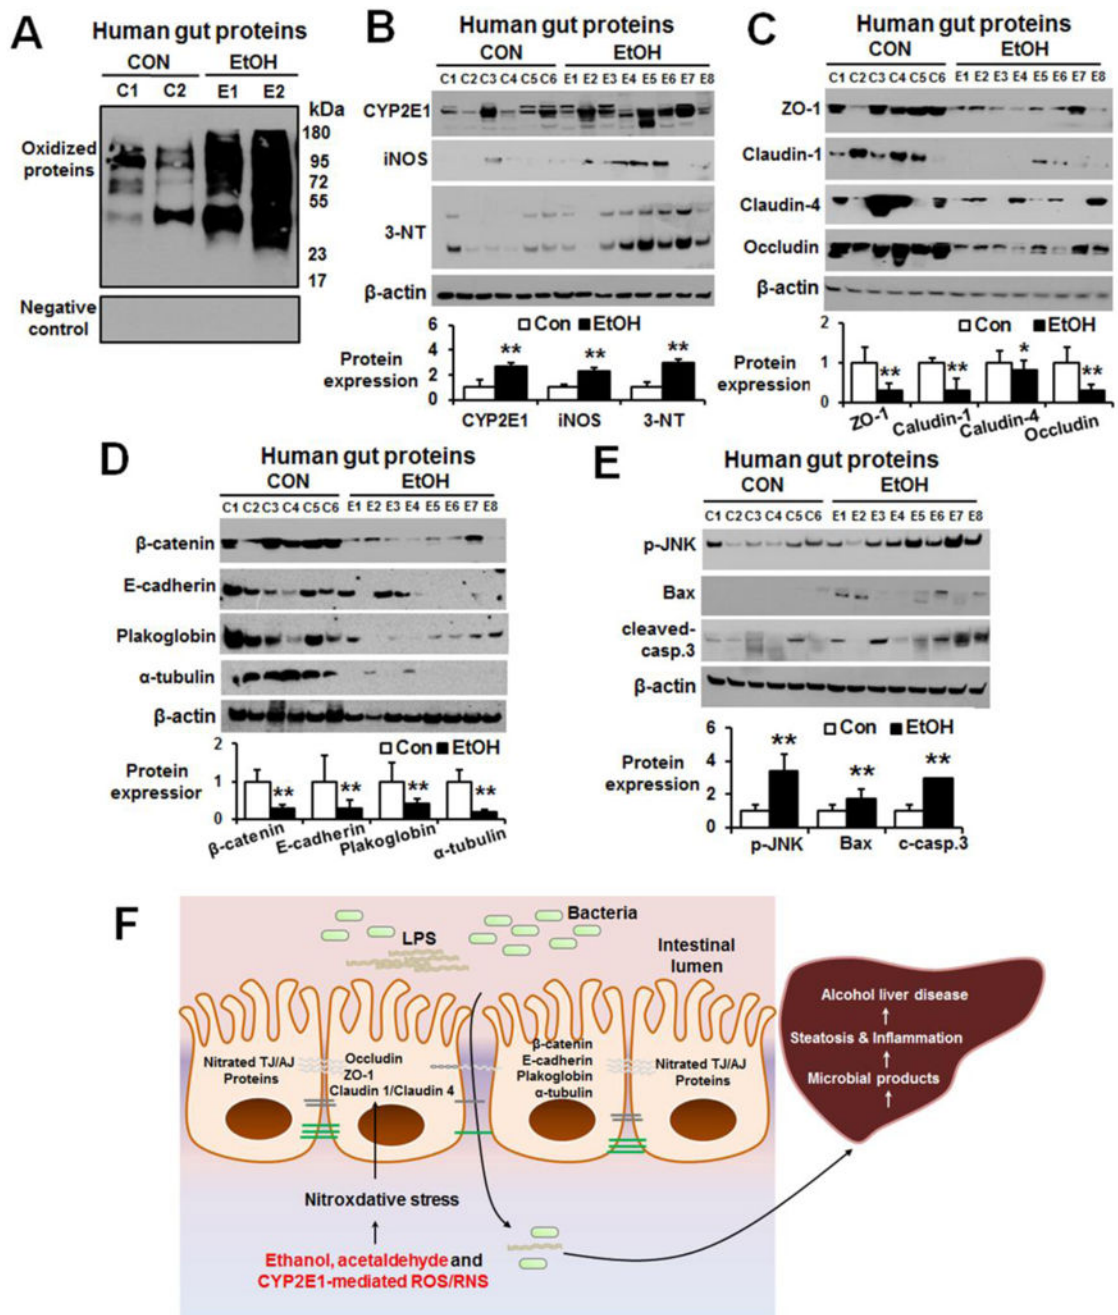 A
Human gut proteins
CON EtOH
C1 C2 E1 E2
kDa
Oxidized
proteins
180
95
72
55
23
17
Negative
control
B
Human gut proteins
CON EtOH
C1 C2 C3 C4 C5 C6 E1 E2 E3 E4 E5 E6 E7 E8
CYP2E1
iNOS
3-NT
β-actin
Con EtOH
Protein
expression
6
4
2
0
** ** **
CYP2E1 iNOS 3-NT
C
Human gut proteins
CON EtOH
C1 C2 C3 C4 C5 C6 E1 E2 E3 E4 E5 E6 E7 E8
ZO-1
Claudin-1
Claudin-4
Occludin
β-actin
Con EtOH
Protein
expression
2
1
0
** ** * **
ZO-1 Caludin-1 Caludin-4 Occludin
D
Human gut proteins
CON EtOH
C1 C2 C3 C4 C5 C6 E1 E2 E3 E4 E5 E6 E7 E8
β-catenin
E-cadherin
Plakoglobin
α-tubulin
β-actin
Con EtOH
Protein
expressior
2
1
0
** ** ** **
β-catenin E-cadherin Plakoglobin α-tubulin
E
Human gut proteins
CON EtOH
C1 C2 C3 C4 C5 C6 E1 E2 E3 E4 E5 E6 E7 E8
p-JNK
Bax
cleaved-
casp.3
β-actin
Con EtOH
Protein
expression
6
4
2
0
** ** **
p-JNK Bax c-casp.3
F
Bacteria
LPS
Intestinal
lumen
Nitrated TJ/AJ
Proteins
Occludin
ZO-1
Claudin 1/Claudin 4
β-catenin
E-cadherin
Plakoglobin
α-tubulin
Nitrated TJ/AJ
Proteins
Nitroxdative stress
Ethanol, acetaldehyde and
CYP2E1-mediated ROS/RNS
Alcohol liver disease
Steatosis & Inflammation
Microbial products